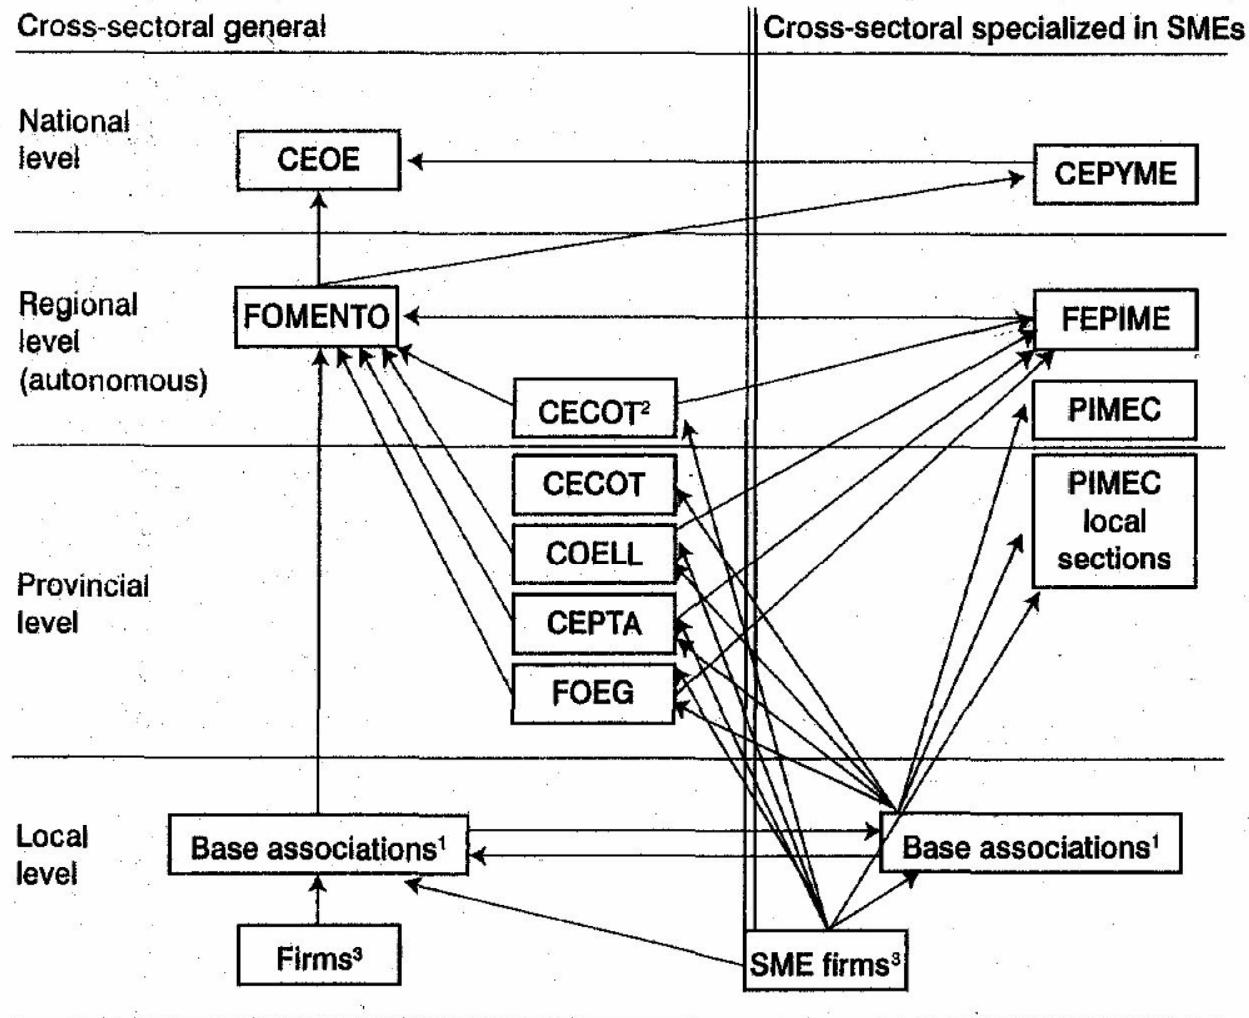 Cross-sectoral general
Cross-sectoral specialized in SMEs
National
level
CEOE
CEPYME
Regional
level
(autonomous)
FOMENTO
FEPIME
CECOT²
PIMEC
Provincial
level
CECOT
COELL
CEPTA
FOEG
PIMEC
local
sections
Local
level
Base associations¹
Base associations¹
Firms³
SME firms³